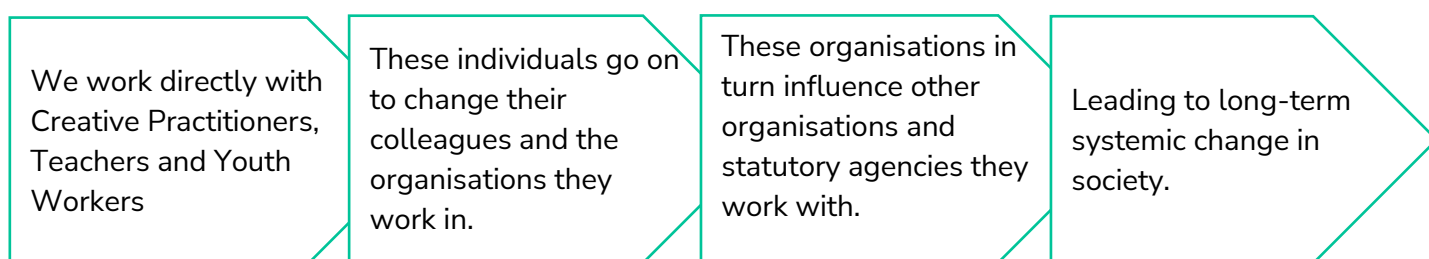 We work directly with
Creative Practitioners,
Teachers and Youth
Workers
These individuals go on
to change their
colleagues and the
organisations they
work in.
These organisations in
turn influence other
organisations and
statutory agencies they
work with.
Leading to long-term
systemic change in
society.